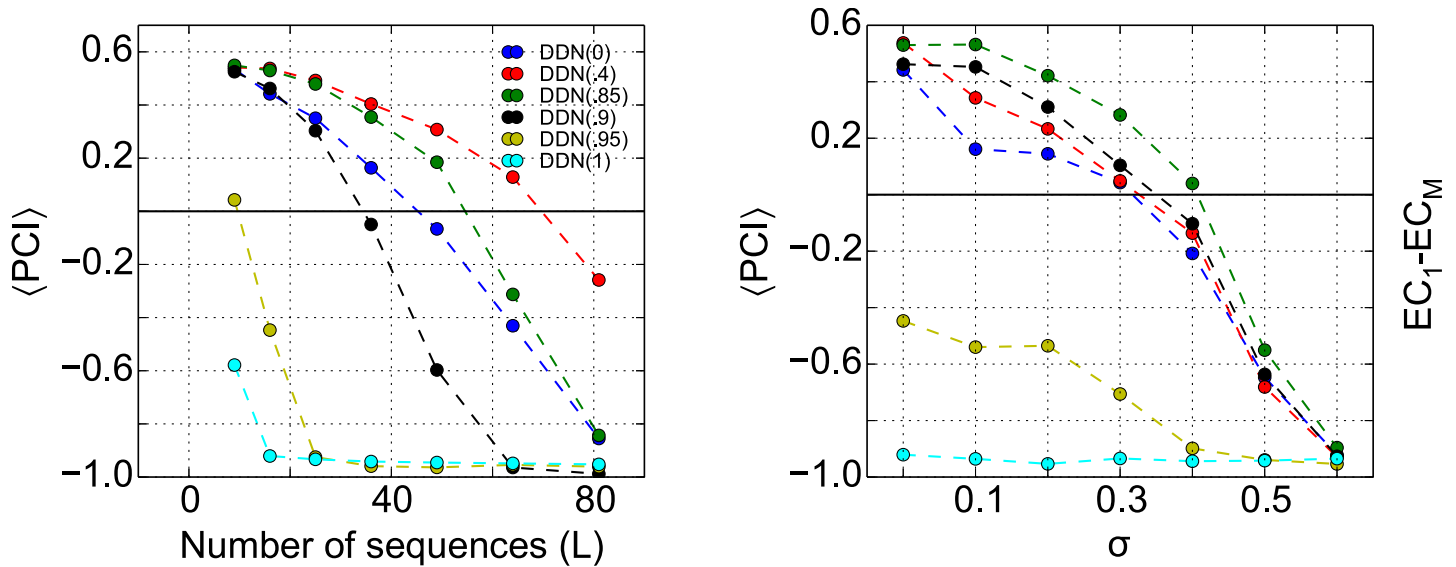 0.6
0.2
−0.2
−0.6
−1.0
⟨PCI⟩
0 40 80
Number of sequences (L)
DDN(0)
DDN(.4)
DDN(.85)
DDN(.9)
DDN(.95)
DDN(1)
0.6
0.2
−0.2
−0.6
−1.0
⟨PCI⟩
0.1 0.3 0.5
σ
EC₁-EC_M